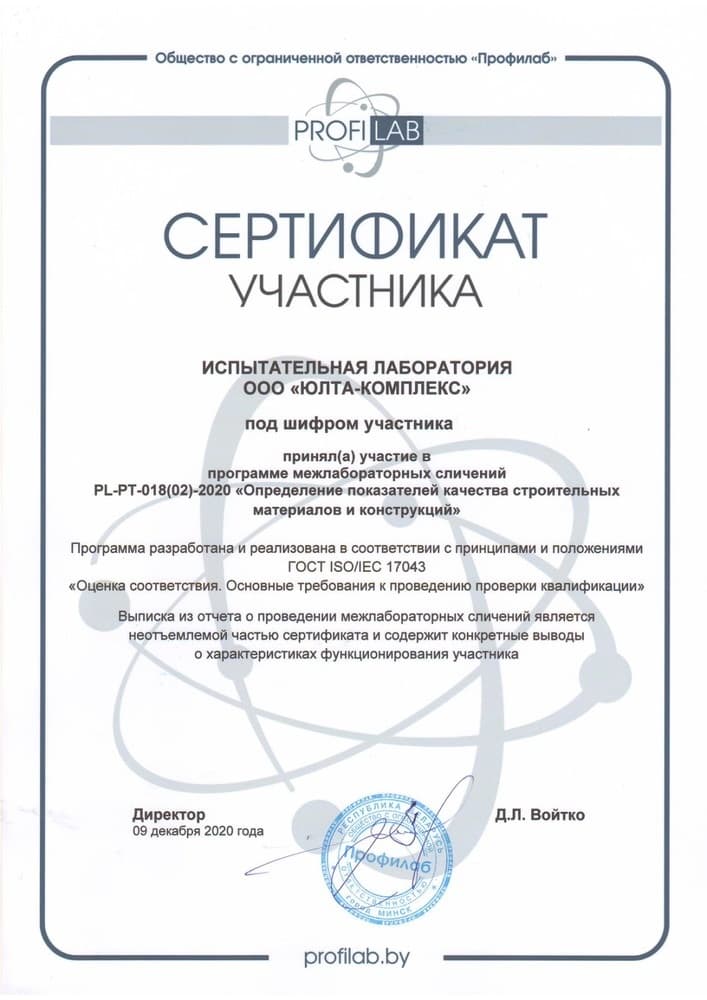 Общество с ограниченной ответственностью «Профилаб»
PROFILAB
СЕРТИФИКАТ
УЧАСТНИКА
ИСПЫТАТЕЛЬНАЯ ЛАБОРАТОРИЯ
ООО «ЮЛТА-КОМПЛЕКС»
под шифром участника
принял(а) участие в
программе межлабораторных сличений
PL-PT-018(02)-2020 «Определение показателей качества строительных
материалов и конструкций»
Программа разработана и реализована в соответствии с принципами и положениями
ГОСТ ISO/IEC 17043
«Оценка соответствия. Основные требования к проведению проверки квалификации»
Выписка из отчета о проведении межлабораторных сличений является
неотъемлемой частью сертификата и содержит конкретные выводы
о характеристиках функционирования участника
Директор
09 декабря 2020 года
Д.Л. Войтко
РЕСПУБЛИКА БЕЛАРУСЬ
Профилаб
ОТВЕТСТВЕННОСТЬЮ
ГОРОД МИНСК
profilab.by